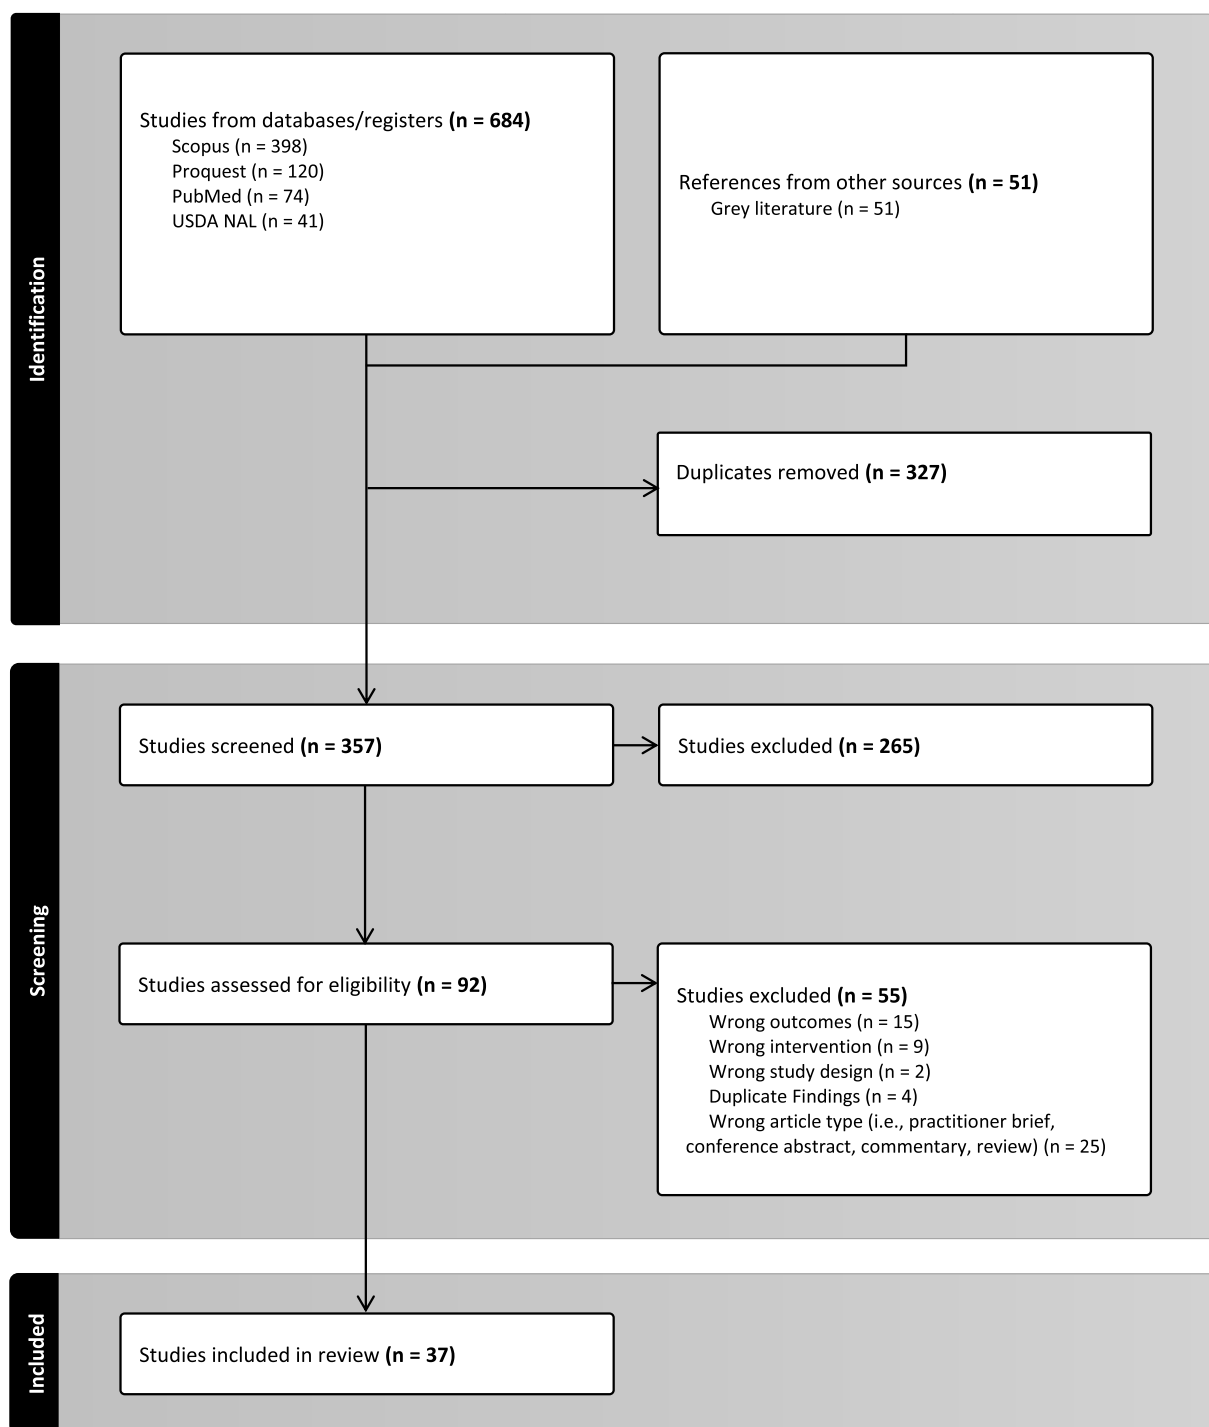 Identification
Studies from databases/registers (n = 684)
Scopus (n = 398)
Proquest (n = 120)
PubMed (n = 74)
USDA NAL (n = 41)
References from other sources (n = 51)
Grey literature (n = 51)
Duplicates removed (n = 327)
Screening
Studies screened (n = 357)
Studies excluded (n = 265)
Studies assessed for eligibility (n = 92)
Studies excluded (n = 55)
Wrong outcomes (n = 15)
Wrong intervention (n = 9)
Wrong study design (n = 2)
Duplicate Findings (n = 4)
Wrong article type (i.e., practitioner brief,
conference abstract, commentary, review) (n = 25)
Included
Studies included in review (n = 37)